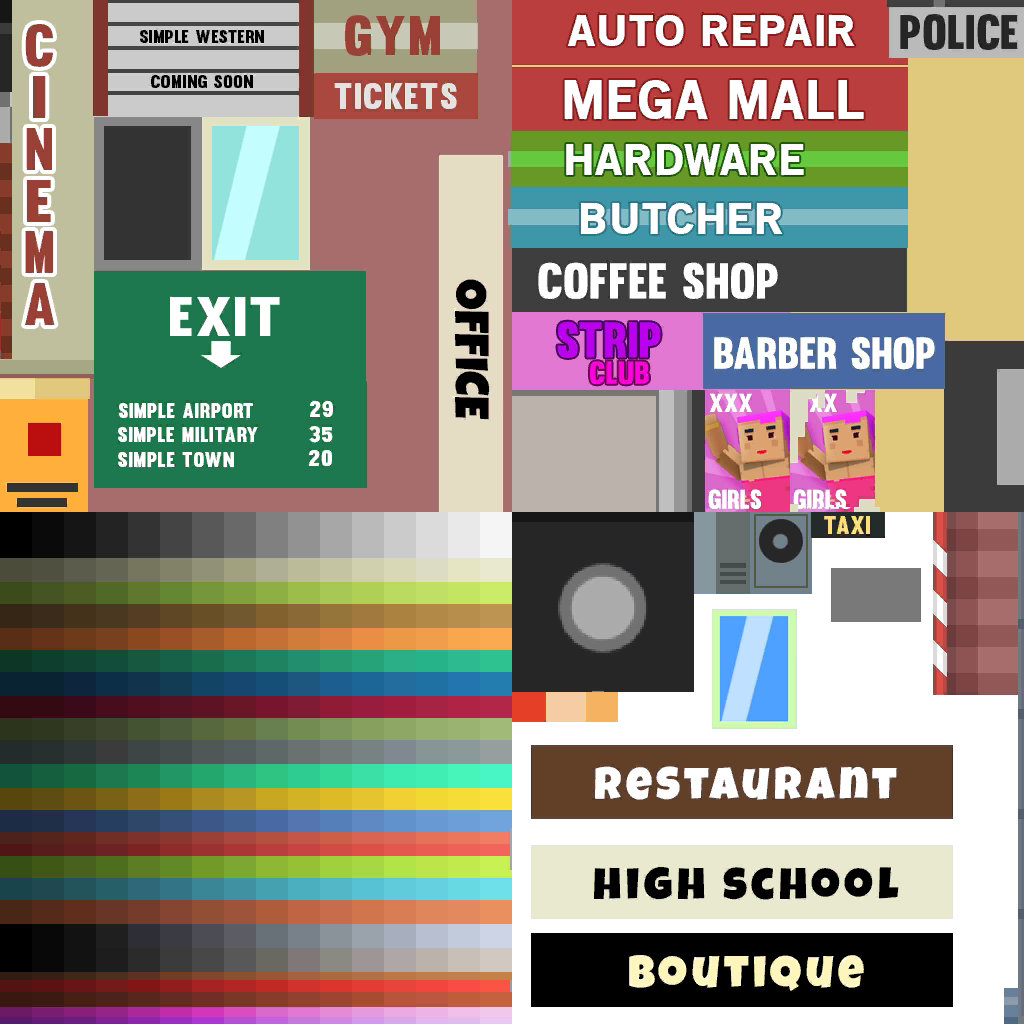 CINEMA
SIMPLE WESTERN
COMING SOON
GYM
TICKETS
EXIT
SIMPLE AIRPORT 29
SIMPLE MILITARY 35
SIMPLE TOWN 20
OFFICE
AUTO REPAIR
POLICE
MEGA MALL
HARDWARE
BUTCHER
COFFEE SHOP
STRIP
CLUB
BARBER SHOP
XXX
GIRLS
XX
GIRLS
TAXI
RESTAURANT
HIGH SCHOOL
BOUTIQUE